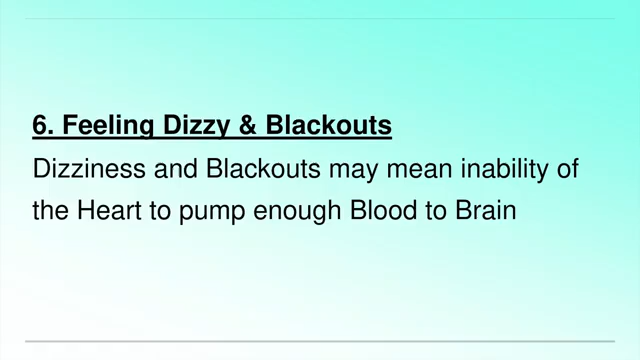 6. Feeling Dizzy & Blackouts
Dizziness and Blackouts may mean inability of
the Heart to pump enough Blood to Brain